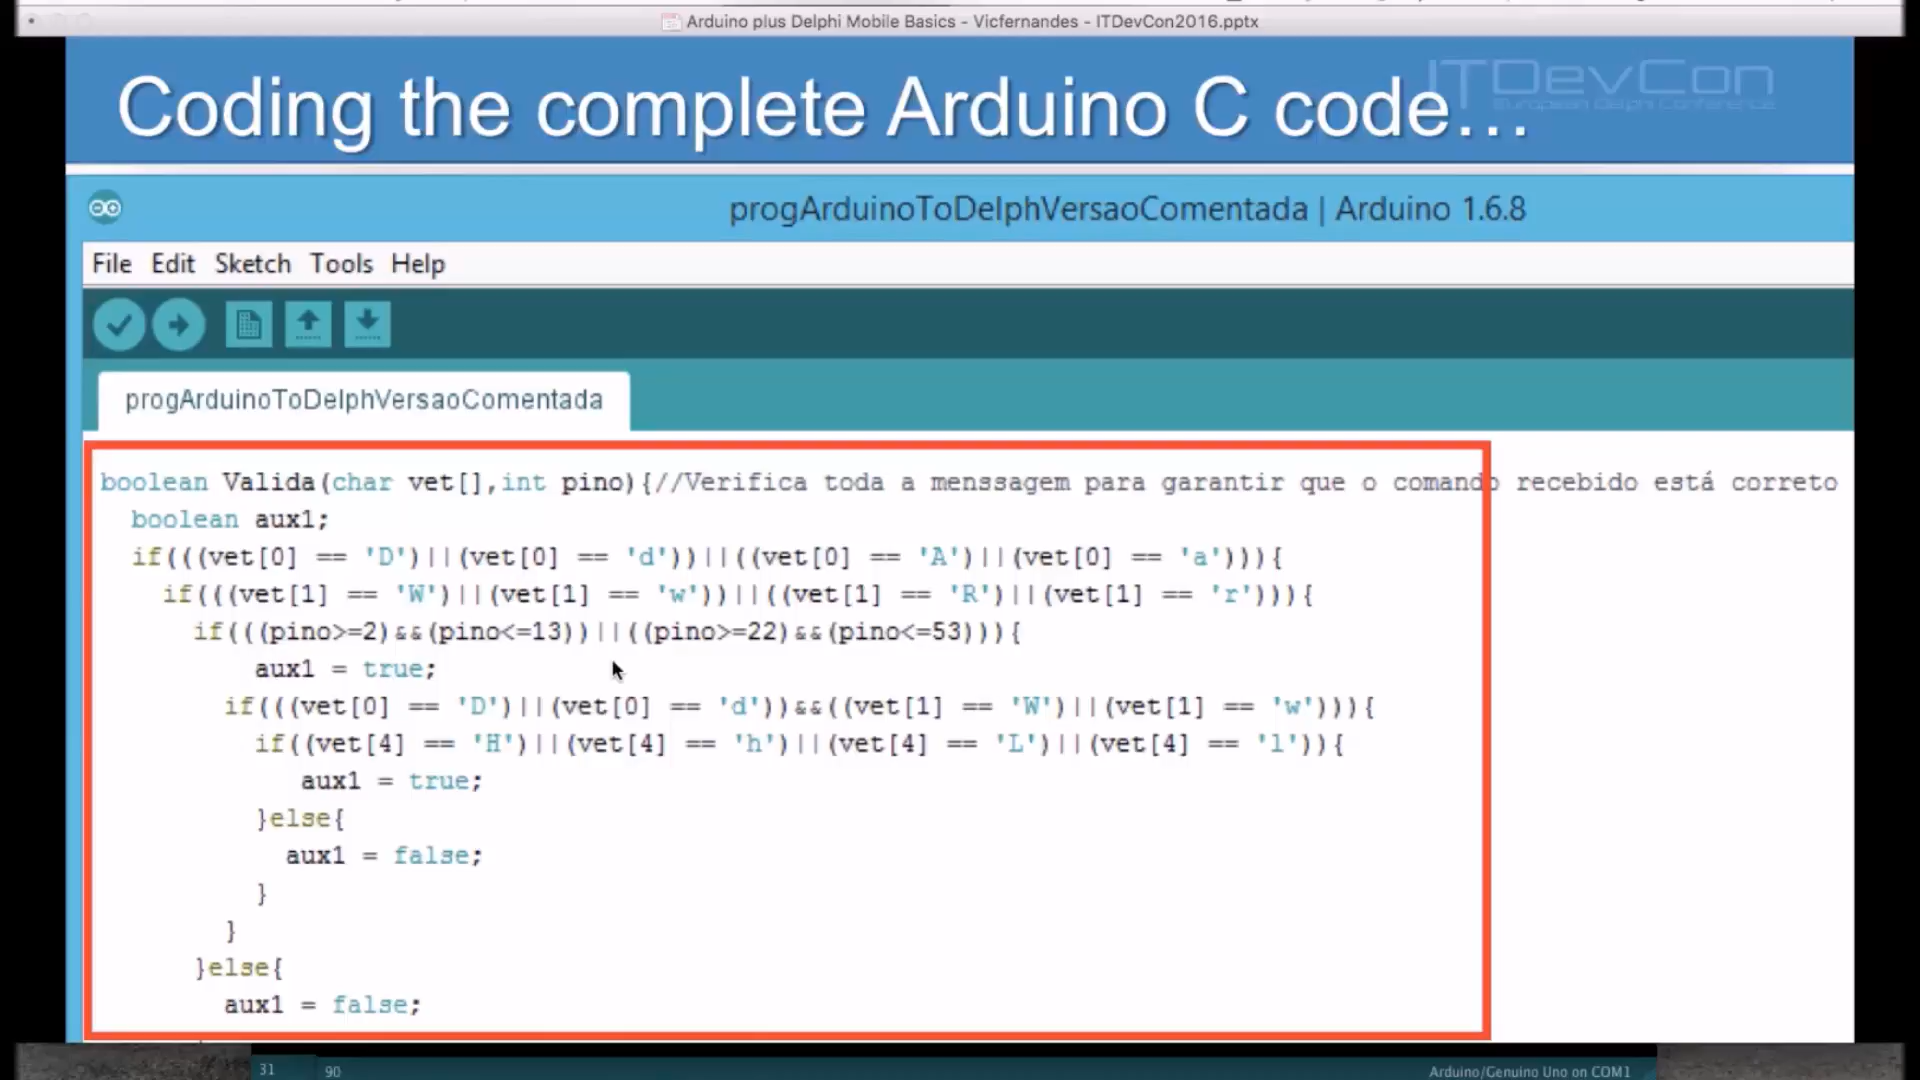 Arduino plus Delphi Mobile Basics - Vicfernandes - ITDevCon2016.pptx
Coding the complete Arduino C code...
ITDevCon
European Delphi Conference
progArduinoToDelphVersaoComentada | Arduino 1.6.8
File Edit Sketch Tools Help
progArduinoToDelphVersaoComentada
boolean Valida(char vet[],int pino){//Verifica toda a menssagem para garantir que o comando recebido está correto
boolean aux1;
if(((vet[0] == 'D')||(vet[0] == 'd'))||((vet[0] == 'A')||(vet[0] == 'a'))){
if(((vet[1] == 'W')||(vet[1] == 'w'))||((vet[1] == 'R')||(vet[1] == 'r'))){
if(((pino>=2)&&(pino<=13))||((pino>=22)&&(pino<=53))){
aux1 = true;
if(((vet[0] == 'D')||(vet[0] == 'd'))&&((vet[1] == 'W')||(vet[1] == 'w'))){
if((vet[4] == 'H')||(vet[4] == 'h')||(vet[4] == 'L')||(vet[4] == 'l')){
aux1 = true;
}else{
aux1 = false;
}
}
}else{
aux1 = false;
31 90 Arduino/Genuino Uno on COM1